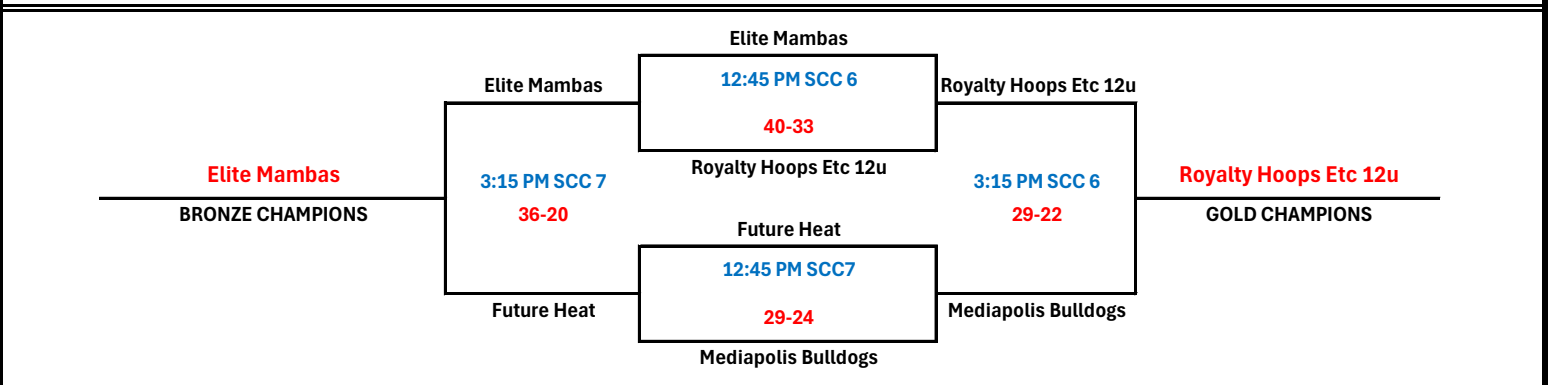 Elite Mambas
Elite Mambas
12:45 PM SCC 6
Royalty Hoops Etc 12u
40-33
Royalty Hoops Etc 12u
Elite Mambas
BRONZE CHAMPIONS
3:15 PM SCC 7
36-20
3:15 PM SCC 6
29-22
Royalty Hoops Etc 12u
GOLD CHAMPIONS
Future Heat
12:45 PM SCC7
Future Heat
29-24
Mediapolis Bulldogs
Mediapolis Bulldogs